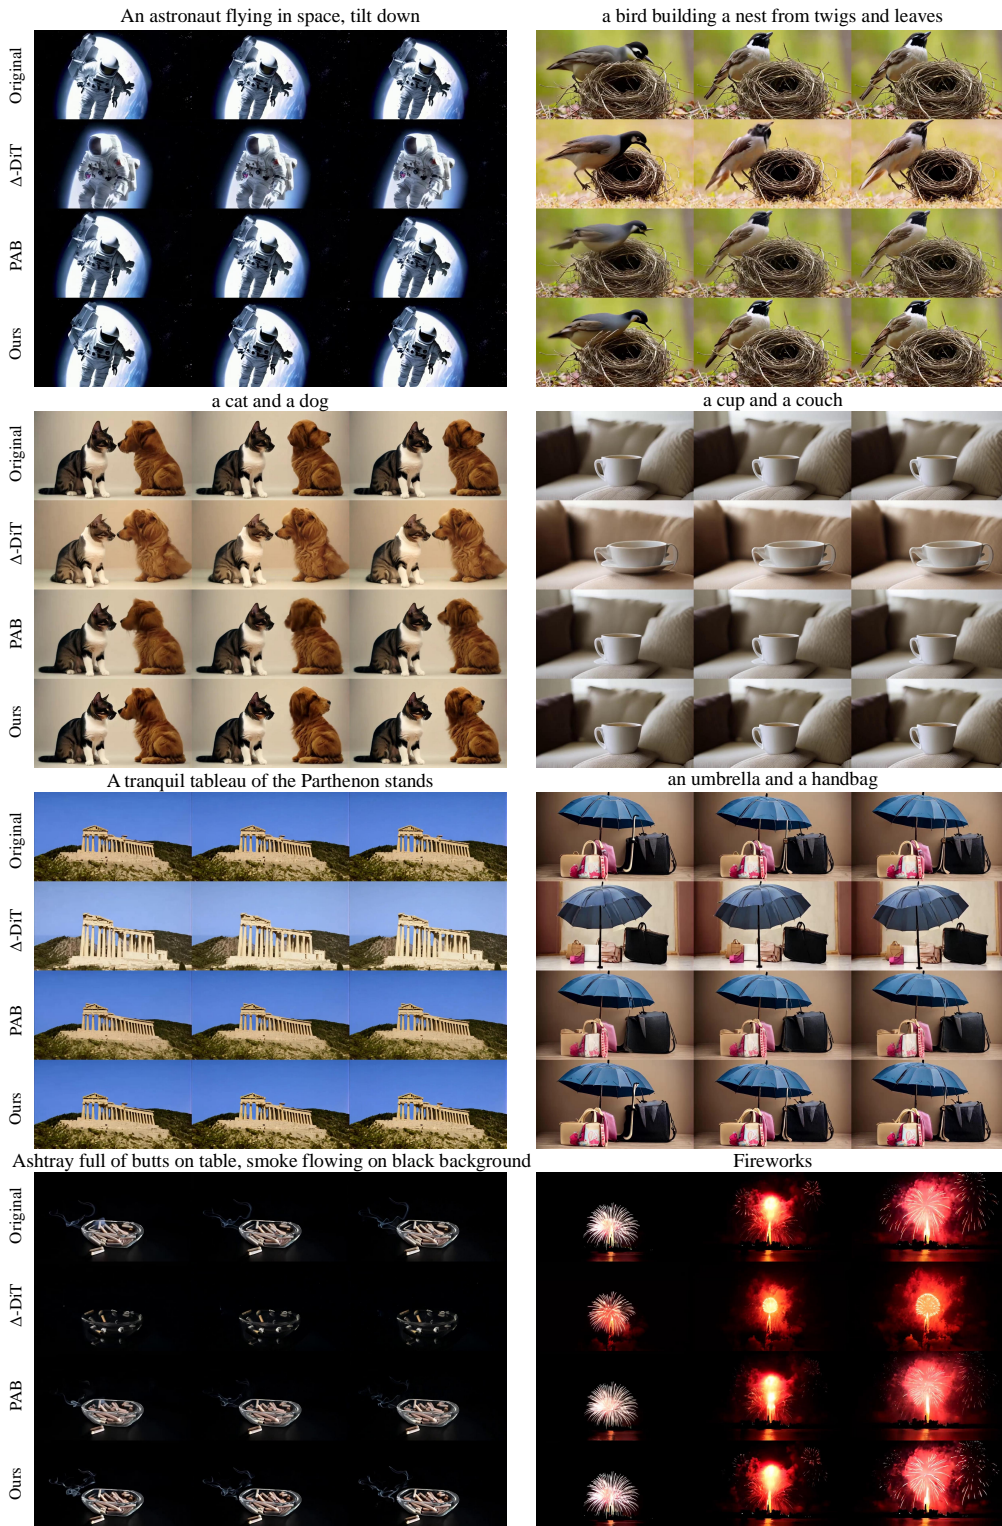 An astronaut flying in space, tilt down
Original
Δ-DiT
PAB
Ours
a bird building a nest from twigs and leaves
a cat and a dog
Original
Δ-DiT
PAB
Ours
a cup and a couch
A tranquil tableau of the Parthenon stands
Original
Δ-DiT
PAB
Ours
an umbrella and a handbag
Ashtray full of butts on table, smoke flowing on black background
Original
Δ-DiT
PAB
Ours
Fireworks